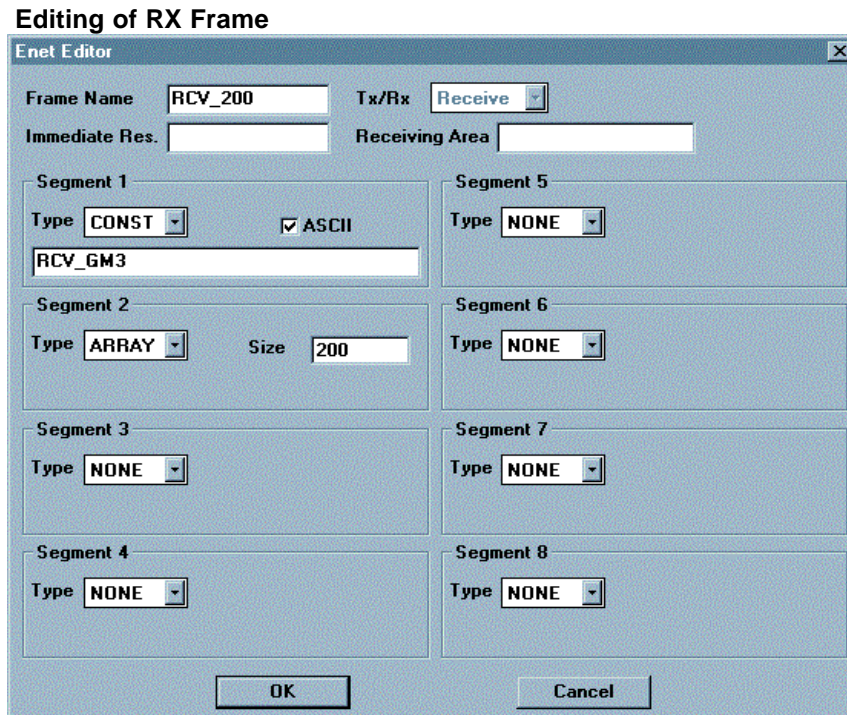 Editing of RX Frame
Enet Editor
Frame Name RCV_200 Tx/Rx Receive
Immediate Res. Receiving Area
Segment 1
Type CONST ASCII
RCV_GM3
Segment 2
Type ARRAY Size 200
Segment 3
Type NONE
Segment 4
Type NONE
Segment 5
Type NONE
Segment 6
Type NONE
Segment 7
Type NONE
Segment 8
Type NONE
OK Cancel